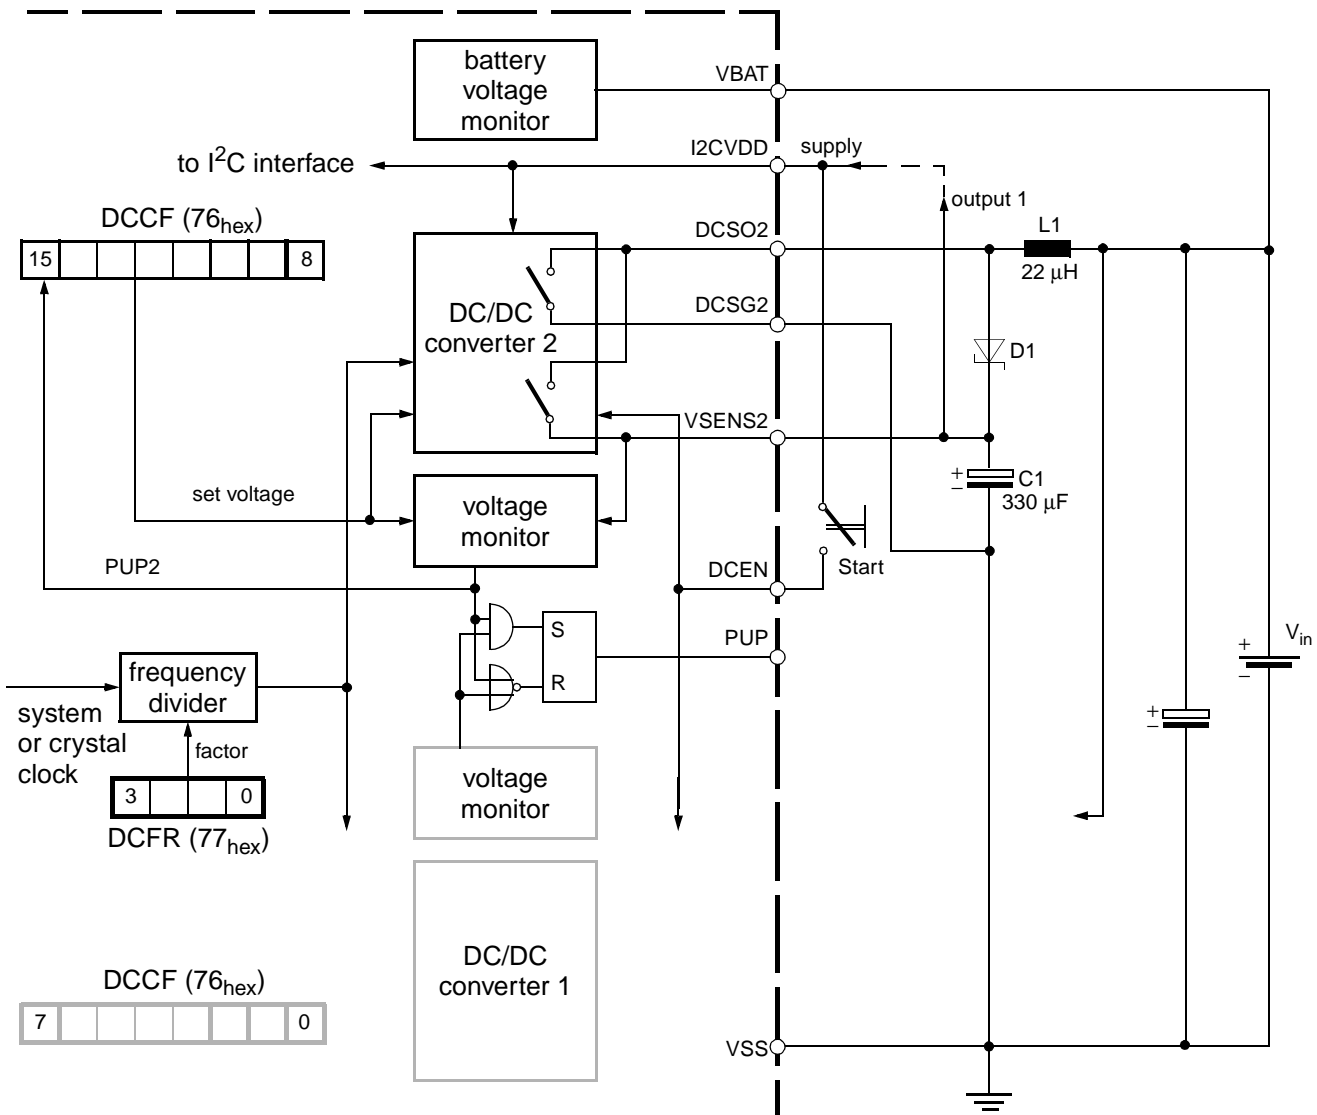 battery
voltage
monitor
VBAT
to I²C interface
I2CVDD
supply
output 1
DCCF (76hex)
15
8
DCSO2
L1
22 µH
DC/DC
converter 2
DCSG2
D1
VSENS2
+
−
C1
330 µF
set voltage
voltage
monitor
Start
PUP2
DCEN
S
R
PUP
Vin
+
−
frequency
divider
system
or crystal
clock
factor
+
−
3
0
DCFR (77hex)
voltage
monitor
DC/DC
converter 1
DCCF (76hex)
7
0
VSS